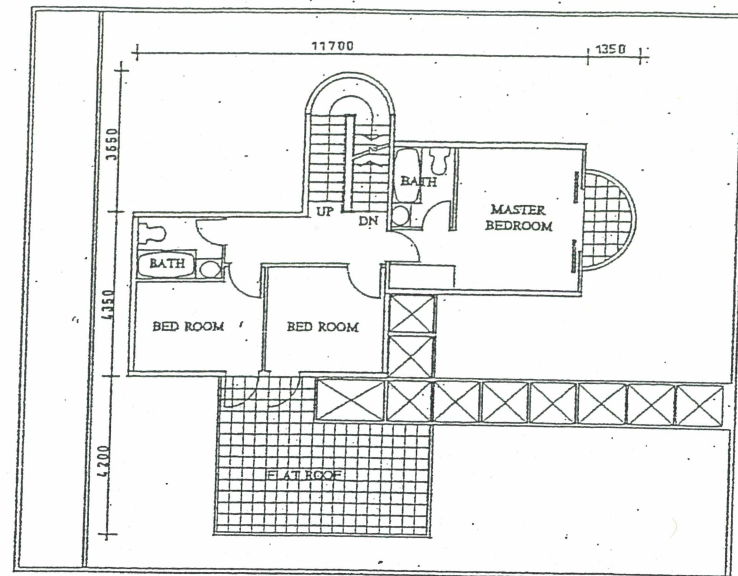 11700
1350
3650
BATH
UP
DN
MASTER
BEDROOM
BATH
4350
BED ROOM
BED ROOM
4200
FLAT ROOF